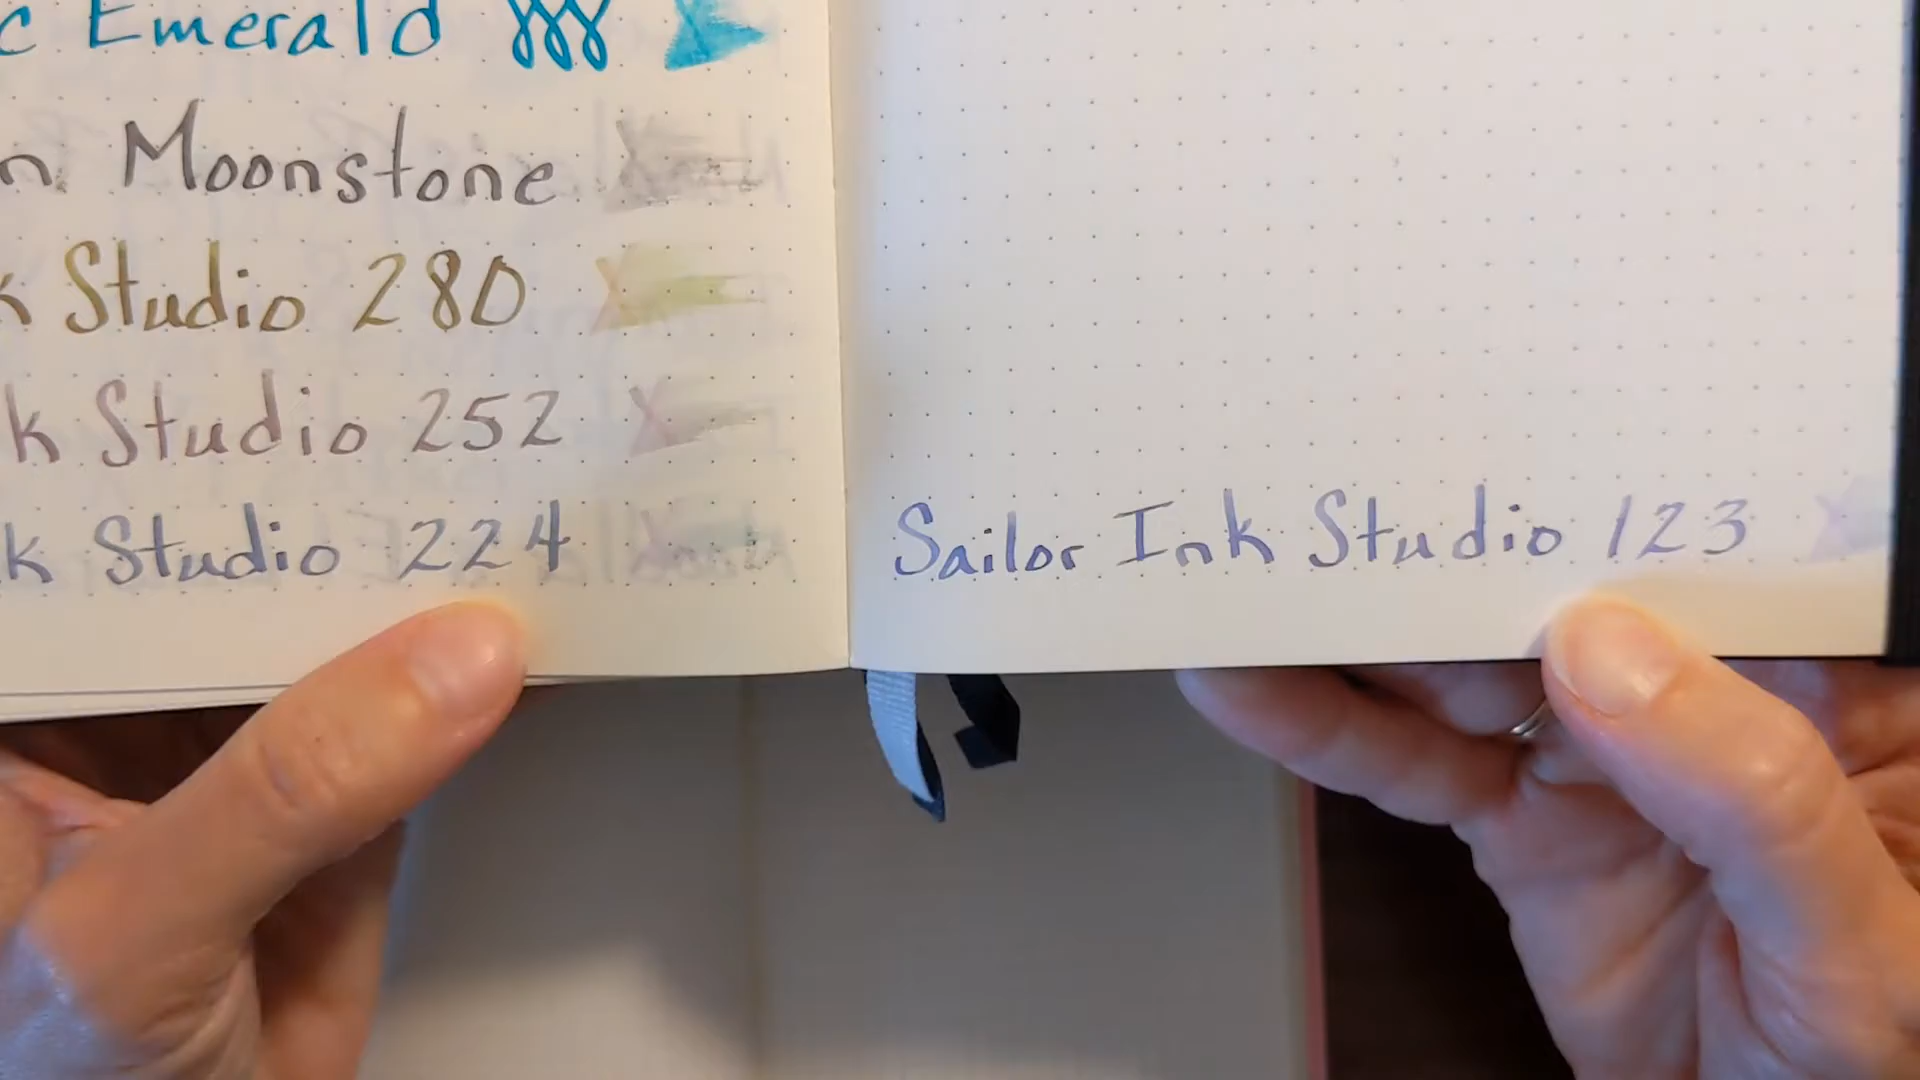 c Emerald
n Moonstone
k Studio 280
k Studio 252
k Studio 224
Sailor Ink Studio 123